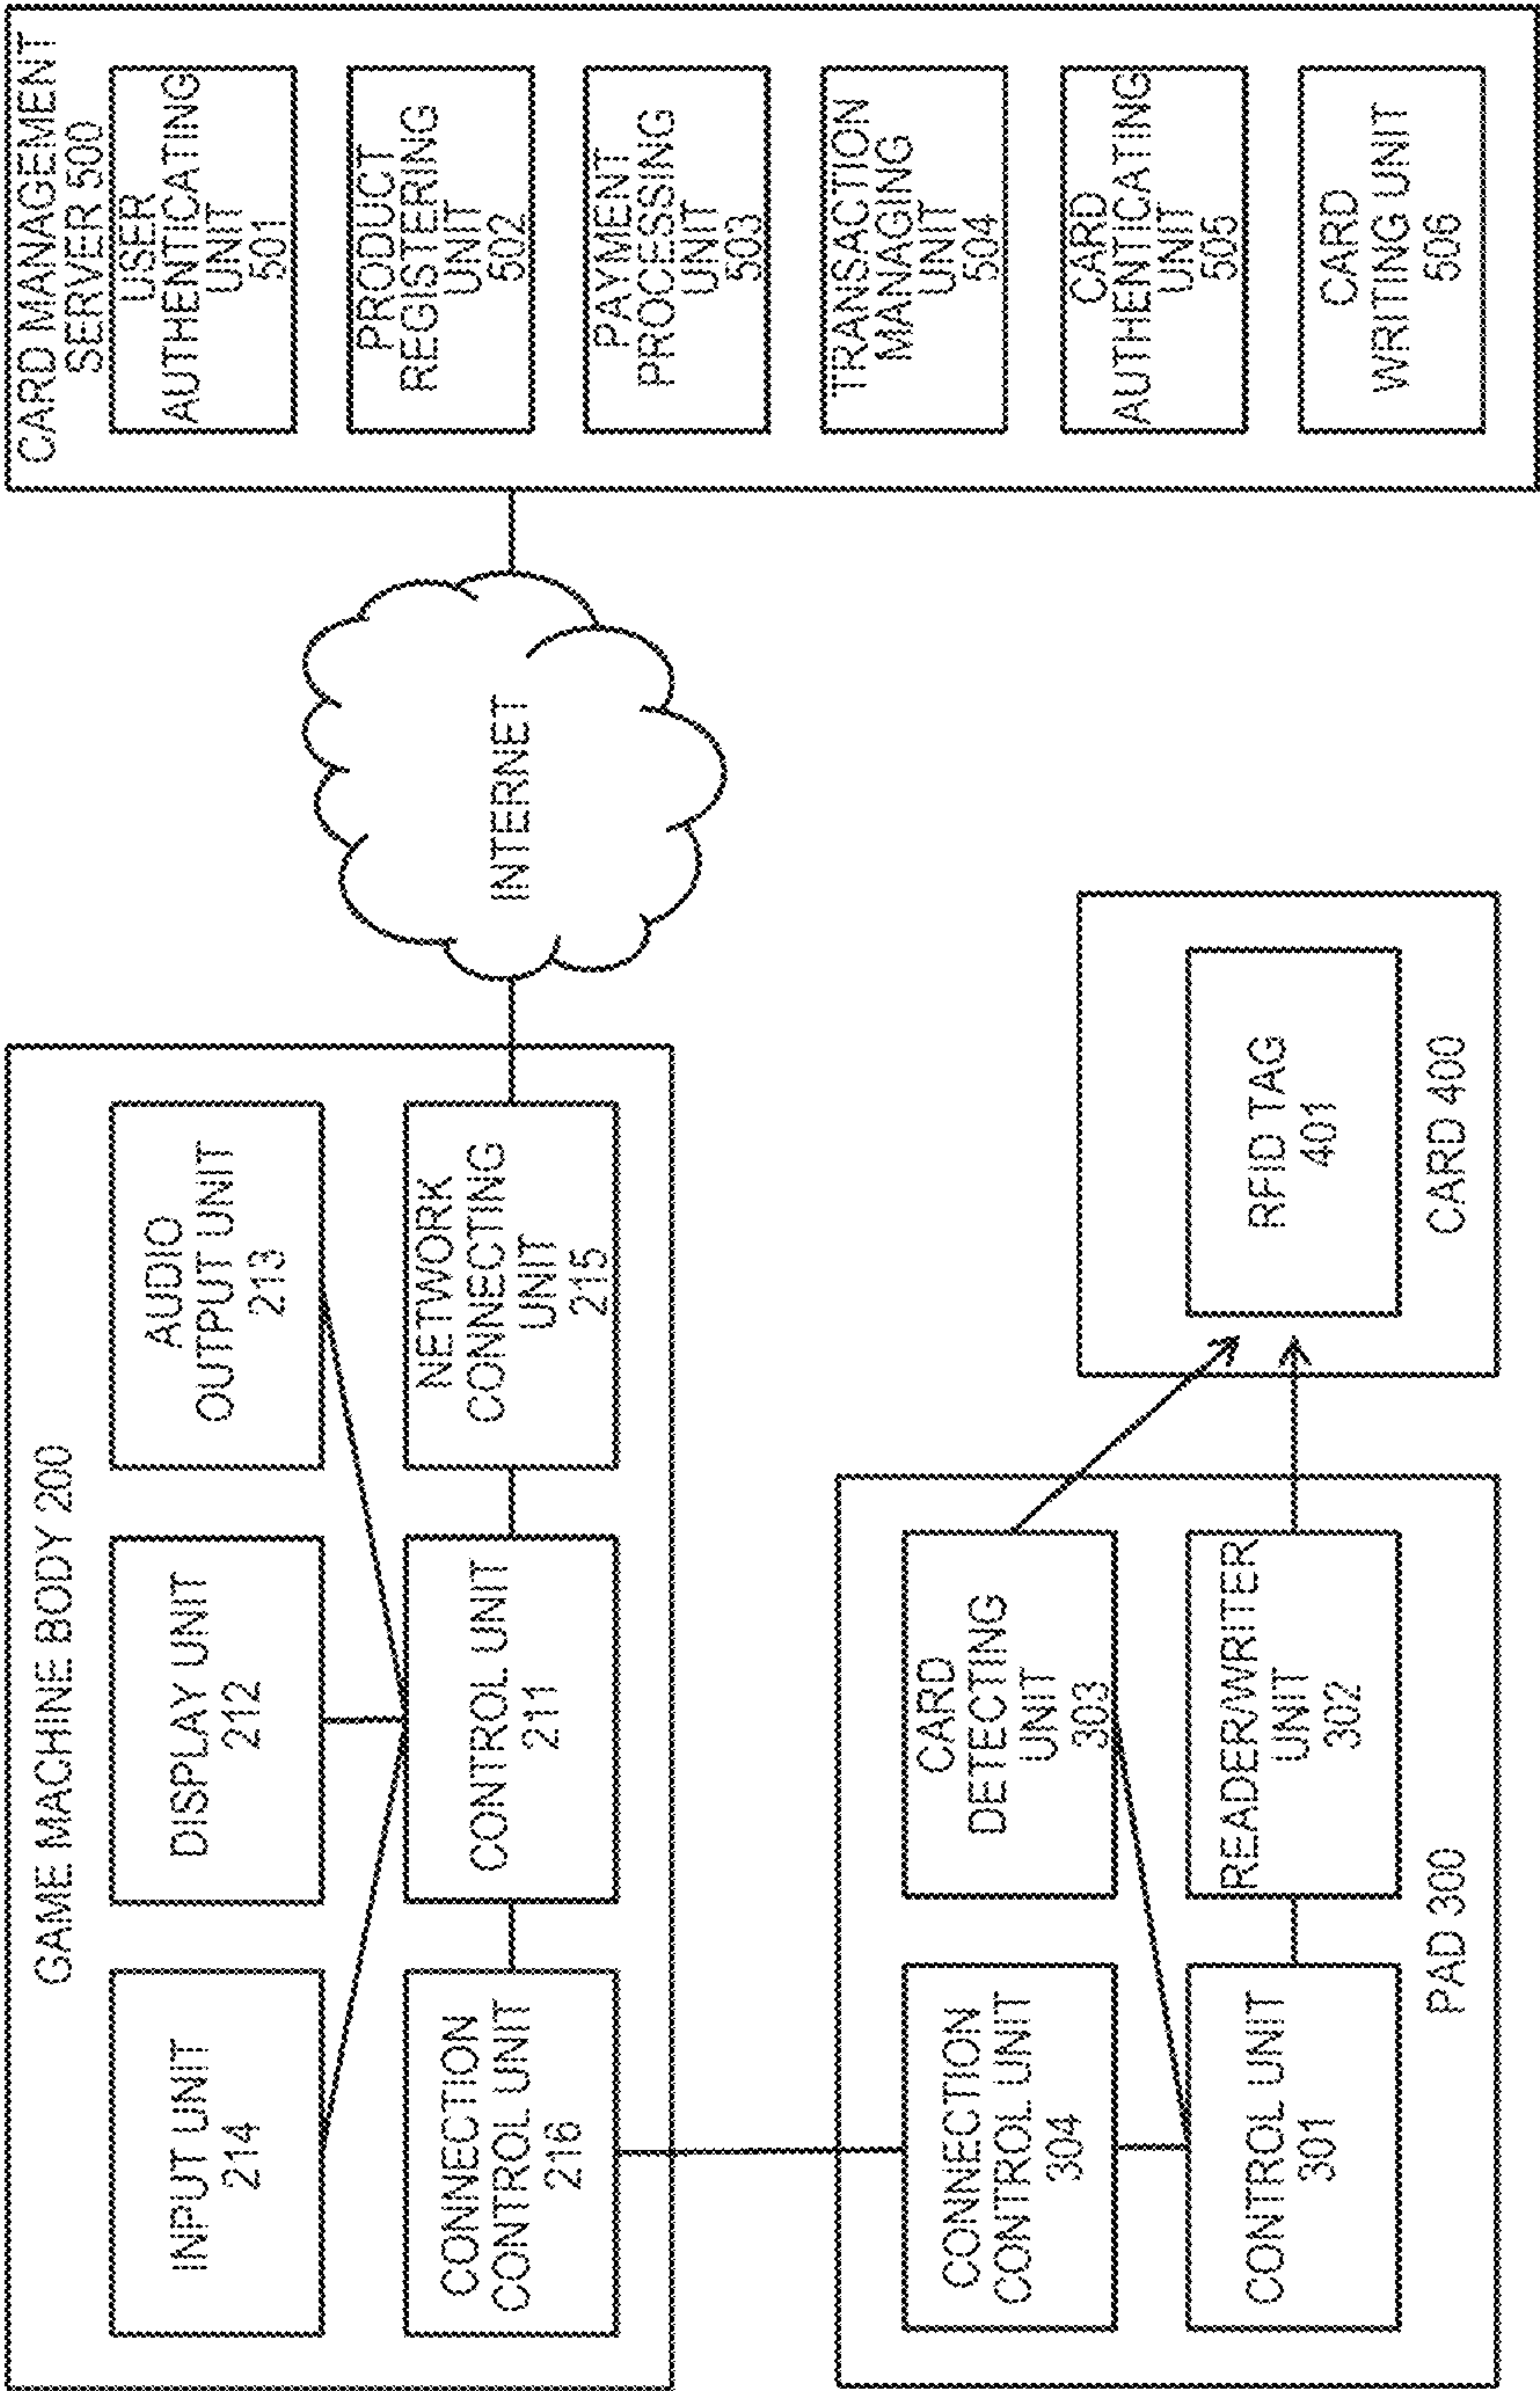 GAME MACHINE BODY 200
INPUT UNIT
214
DISPLAY UNIT
212
AUDIO
OUTPUT UNIT
213
CONNECTION
CONTROL UNIT
216
CONTROL UNIT
211
NETWORK
CONNECTING
UNIT
215
INTERNET
CARD MANAGEMENT
SERVER 500
USER
AUTHENTICATING
UNIT
501
PRODUCT
REGISTERING
UNIT
502
PAYMENT
PROCESSING
UNIT
503
TRANSACTION
MANAGING
UNIT
504
CARD
AUTHENTICATING
UNIT
505
CARD
WRITING UNIT
506
CONNECTION
CONTROL UNIT
304
CARD
DETECTING
UNIT
303
CONTROL UNIT
301
READER/WRITER
UNIT
302
PAD 300
RFID TAG
401
CARD 400